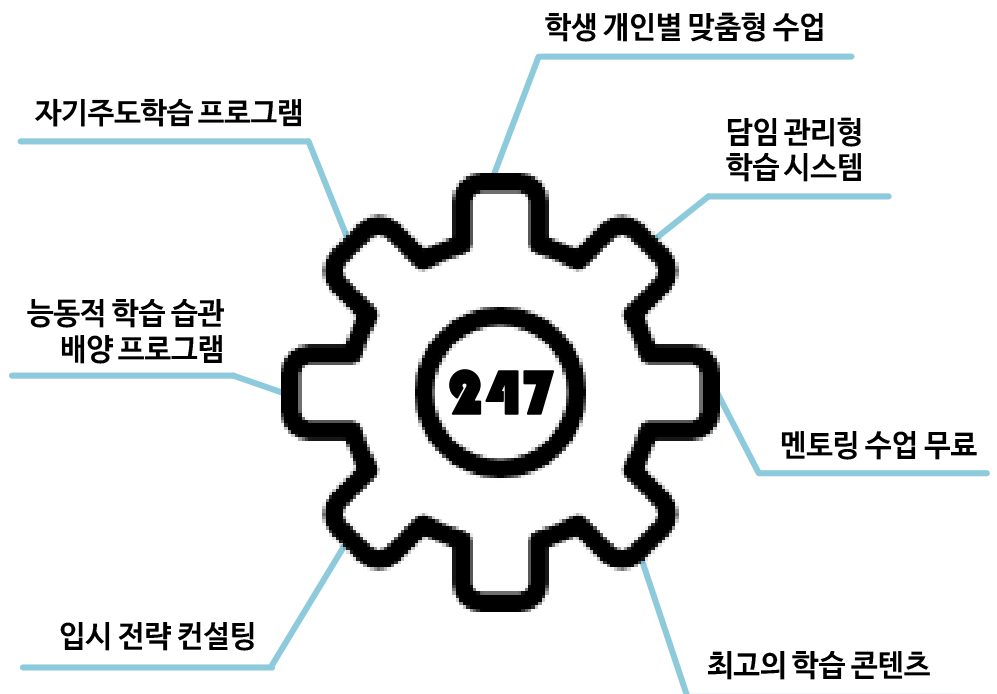 학생 개인별 맞춤형 수업
자기주도학습 프로그램
담임 관리형
학습 시스템
능동적 학습 습관
배양 프로그램
247
멘토링 수업 무료
입시 전략 컨설팅
최고의 학습 콘텐츠